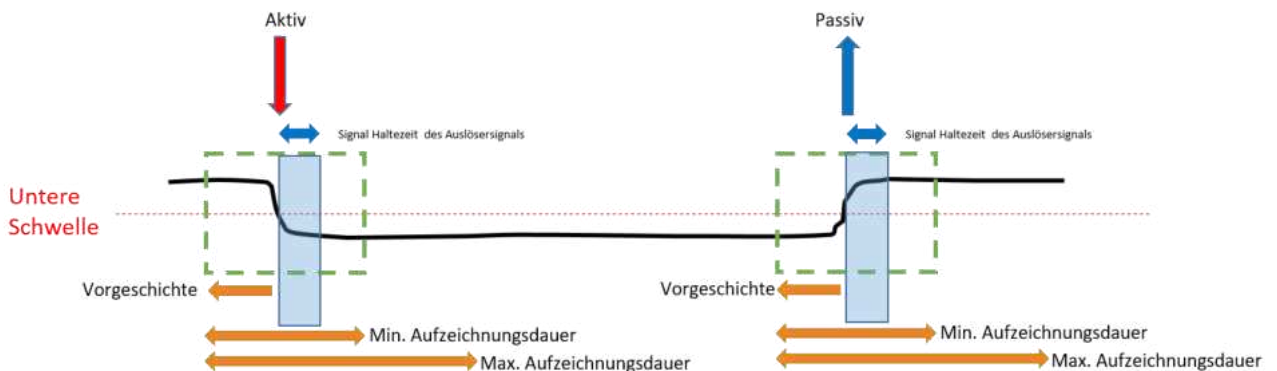 Aktiv
Passiv
Signal Haltezeit des Auslösersignals
Signal Haltezeit des Auslösersignals
Untere
Schwelle
Vorgeschichte
Vorgeschichte
Min. Aufzeichnungsdauer
Min. Aufzeichnungsdauer
Max. Aufzeichnungsdauer
Max. Aufzeichnungsdauer